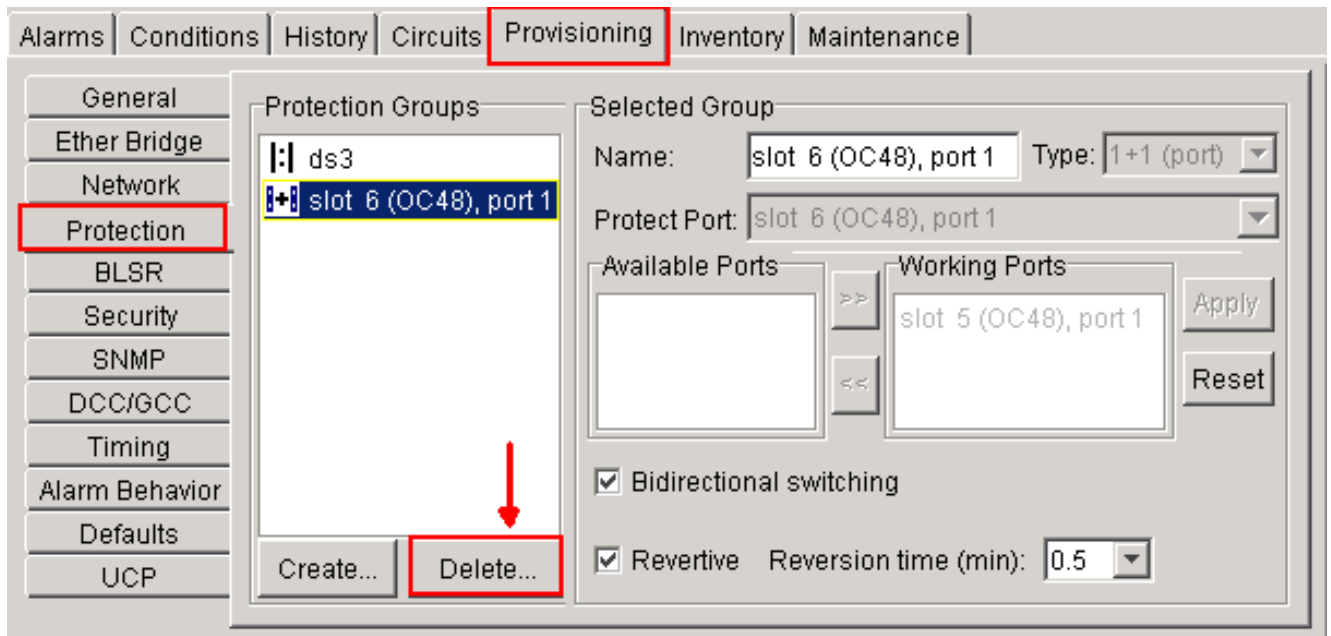 Alarms Conditions History Circuits Provisioning Inventory Maintenance
General
Ether Bridge
Network
Protection
BLSR
Security
SNMP
DCC/GCC
Timing
Alarm Behavior
Defaults
UCP
Protection Groups
ds3
slot 6 (OC48), port 1
Create... Delete...
Selected Group
Name: slot 6 (OC48), port 1 Type: 1+1 (port)
Protect Port: slot 6 (OC48), port 1
Available Ports
>>
<<
Working Ports
slot 5 (OC48), port 1
Apply
Reset
Bidirectional switching
Revertive Reversion time (min): 0.5